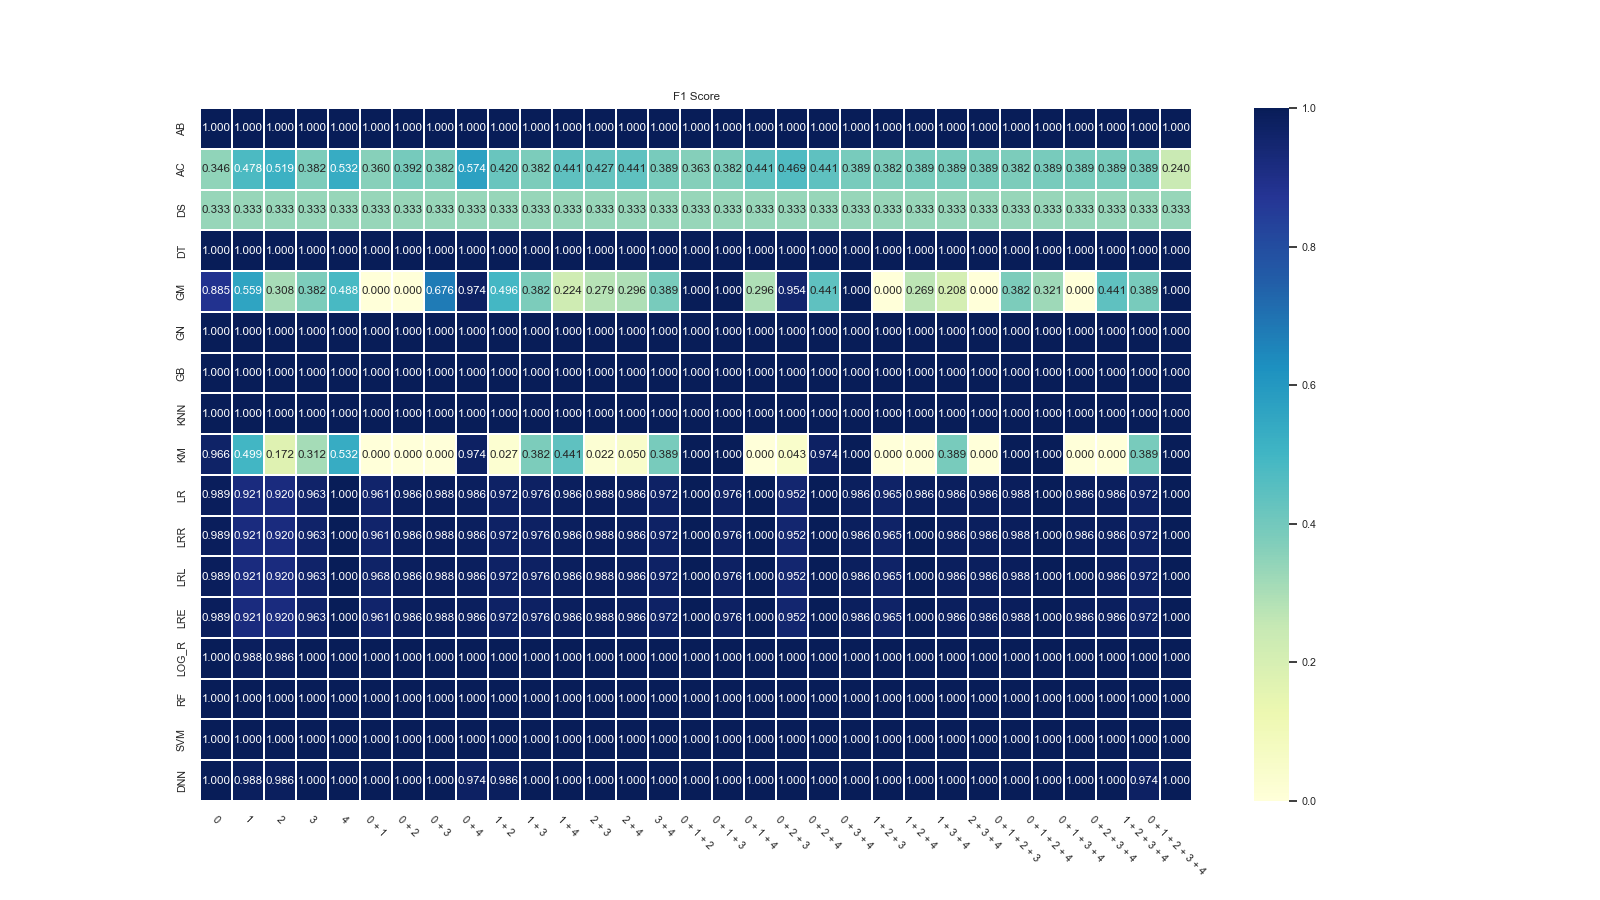 F1 Score
AB 1.000 1.000 1.000 1.000 1.000 1.000 1.000 1.000 1.000 1.000 1.000 1.000 1.000 1.000 1.000 1.000 1.000 1.000 1.000 1.000 1.000 1.000 1.000 1.000 1.000 1.000 1.000 1.000 1.000 1.000 1.000
AC 0.346 0.478 0.519 0.382 0.532 0.360 0.392 0.382 0.574 0.420 0.382 0.441 0.427 0.441 0.389 0.363 0.382 0.441 0.469 0.441 0.389 0.382 0.389 0.389 0.389 0.382 0.389 0.389 0.389 0.389 0.240
DS 0.333 0.333 0.333 0.333 0.333 0.333 0.333 0.333 0.333 0.333 0.333 0.333 0.333 0.333 0.333 0.333 0.333 0.333 0.333 0.333 0.333 0.333 0.333 0.333 0.333 0.333 0.333 0.333 0.333 0.333 0.333
DT 1.000 1.000 1.000 1.000 1.000 1.000 1.000 1.000 1.000 1.000 1.000 1.000 1.000 1.000 1.000 1.000 1.000 1.000 1.000 1.000 1.000 1.000 1.000 1.000 1.000 1.000 1.000 1.000 1.000 1.000 1.000
GM 0.885 0.559 0.308 0.382 0.488 0.000 0.000 0.676 0.974 0.496 0.382 0.224 0.279 0.296 0.389 1.000 1.000 0.296 0.954 0.441 1.000 0.000 0.269 0.208 0.000 0.382 0.321 0.000 0.441 0.389 1.000
GN 1.000 1.000 1.000 1.000 1.000 1.000 1.000 1.000 1.000 1.000 1.000 1.000 1.000 1.000 1.000 1.000 1.000 1.000 1.000 1.000 1.000 1.000 1.000 1.000 1.000 1.000 1.000 1.000 1.000 1.000 1.000
GB 1.000 1.000 1.000 1.000 1.000 1.000 1.000 1.000 1.000 1.000 1.000 1.000 1.000 1.000 1.000 1.000 1.000 1.000 1.000 1.000 1.000 1.000 1.000 1.000 1.000 1.000 1.000 1.000 1.000 1.000 1.000
KNN 1.000 1.000 1.000 1.000 1.000 1.000 1.000 1.000 1.000 1.000 1.000 1.000 1.000 1.000 1.000 1.000 1.000 1.000 1.000 1.000 1.000 1.000 1.000 1.000 1.000 1.000 1.000 1.000 1.000 1.000 1.000
KM 0.966 0.499 0.172 0.312 0.532 0.000 0.000 0.000 0.974 0.027 0.382 0.441 0.022 0.050 0.389 1.000 1.000 0.000 0.043 0.974 1.000 0.000 0.000 0.389 0.000 1.000 1.000 0.000 0.000 0.389 1.000
LR 0.989 0.921 0.920 0.963 1.000 0.961 0.986 0.988 0.986 0.972 0.976 0.986 0.988 0.986 0.972 1.000 0.976 1.000 0.952 1.000 0.986 0.965 0.986 0.986 0.986 0.988 1.000 0.986 0.986 0.972 1.000
LRR 0.989 0.921 0.920 0.963 1.000 0.961 0.986 0.988 0.986 0.972 0.976 0.986 0.988 0.986 0.972 1.000 0.976 1.000 0.952 1.000 0.986 0.965 1.000 0.986 0.986 0.988 1.000 0.986 0.986 0.972 1.000
LRL 0.989 0.921 0.920 0.963 1.000 0.968 0.986 0.988 0.986 0.972 0.976 0.986 0.988 0.986 0.972 1.000 0.976 1.000 0.952 1.000 0.986 0.965 1.000 0.986 0.986 0.988 1.000 1.000 0.986 0.972 1.000
LRE 0.989 0.921 0.920 0.963 1.000 0.961 0.986 0.988 0.986 0.972 0.976 0.986 0.988 0.986 0.972 1.000 0.976 1.000 0.952 1.000 0.986 0.965 1.000 0.986 0.986 0.988 1.000 0.986 0.986 0.972 1.000
LOG_R 1.000 0.988 0.986 1.000 1.000 1.000 1.000 1.000 1.000 1.000 1.000 1.000 1.000 1.000 1.000 1.000 1.000 1.000 1.000 1.000 1.000 1.000 1.000 1.000 1.000 1.000 1.000 1.000 1.000 1.000 1.000
RF 1.000 1.000 1.000 1.000 1.000 1.000 1.000 1.000 1.000 1.000 1.000 1.000 1.000 1.000 1.000 1.000 1.000 1.000 1.000 1.000 1.000 1.000 1.000 1.000 1.000 1.000 1.000 1.000 1.000 1.000 1.000
SVM 1.000 1.000 1.000 1.000 1.000 1.000 1.000 1.000 1.000 1.000 1.000 1.000 1.000 1.000 1.000 1.000 1.000 1.000 1.000 1.000 1.000 1.000 1.000 1.000 1.000 1.000 1.000 1.000 1.000 1.000 1.000
DNN 1.000 0.988 0.986 1.000 1.000 1.000 1.000 1.000 0.974 0.986 1.000 1.000 1.000 1.000 1.000 1.000 1.000 1.000 1.000 1.000 1.000 1.000 1.000 1.000 1.000 1.000 1.000 1.000 1.000 0.974 1.000
0 1 2 3 4 0 + 1 0 + 2 0 + 3 0 + 4 1 + 2 1 + 3 1 + 4 2 + 3 2 + 4 3 + 4 0 + 1 + 2 0 + 1 + 3 0 + 1 + 4 0 + 2 + 3 0 + 2 + 4 0 + 3 + 4 1 + 2 + 3 1 + 2 + 4 1 + 3 + 4 2 + 3 + 4 0 + 1 + 2 + 3 0 + 1 + 2 + 4 0 + 1 + 3 + 4 0 + 2 + 3 + 4 1 + 2 + 3 + 4 0 + 1 + 2 + 3 + 4
1.0
0.8
0.6
0.4
0.2
0.0